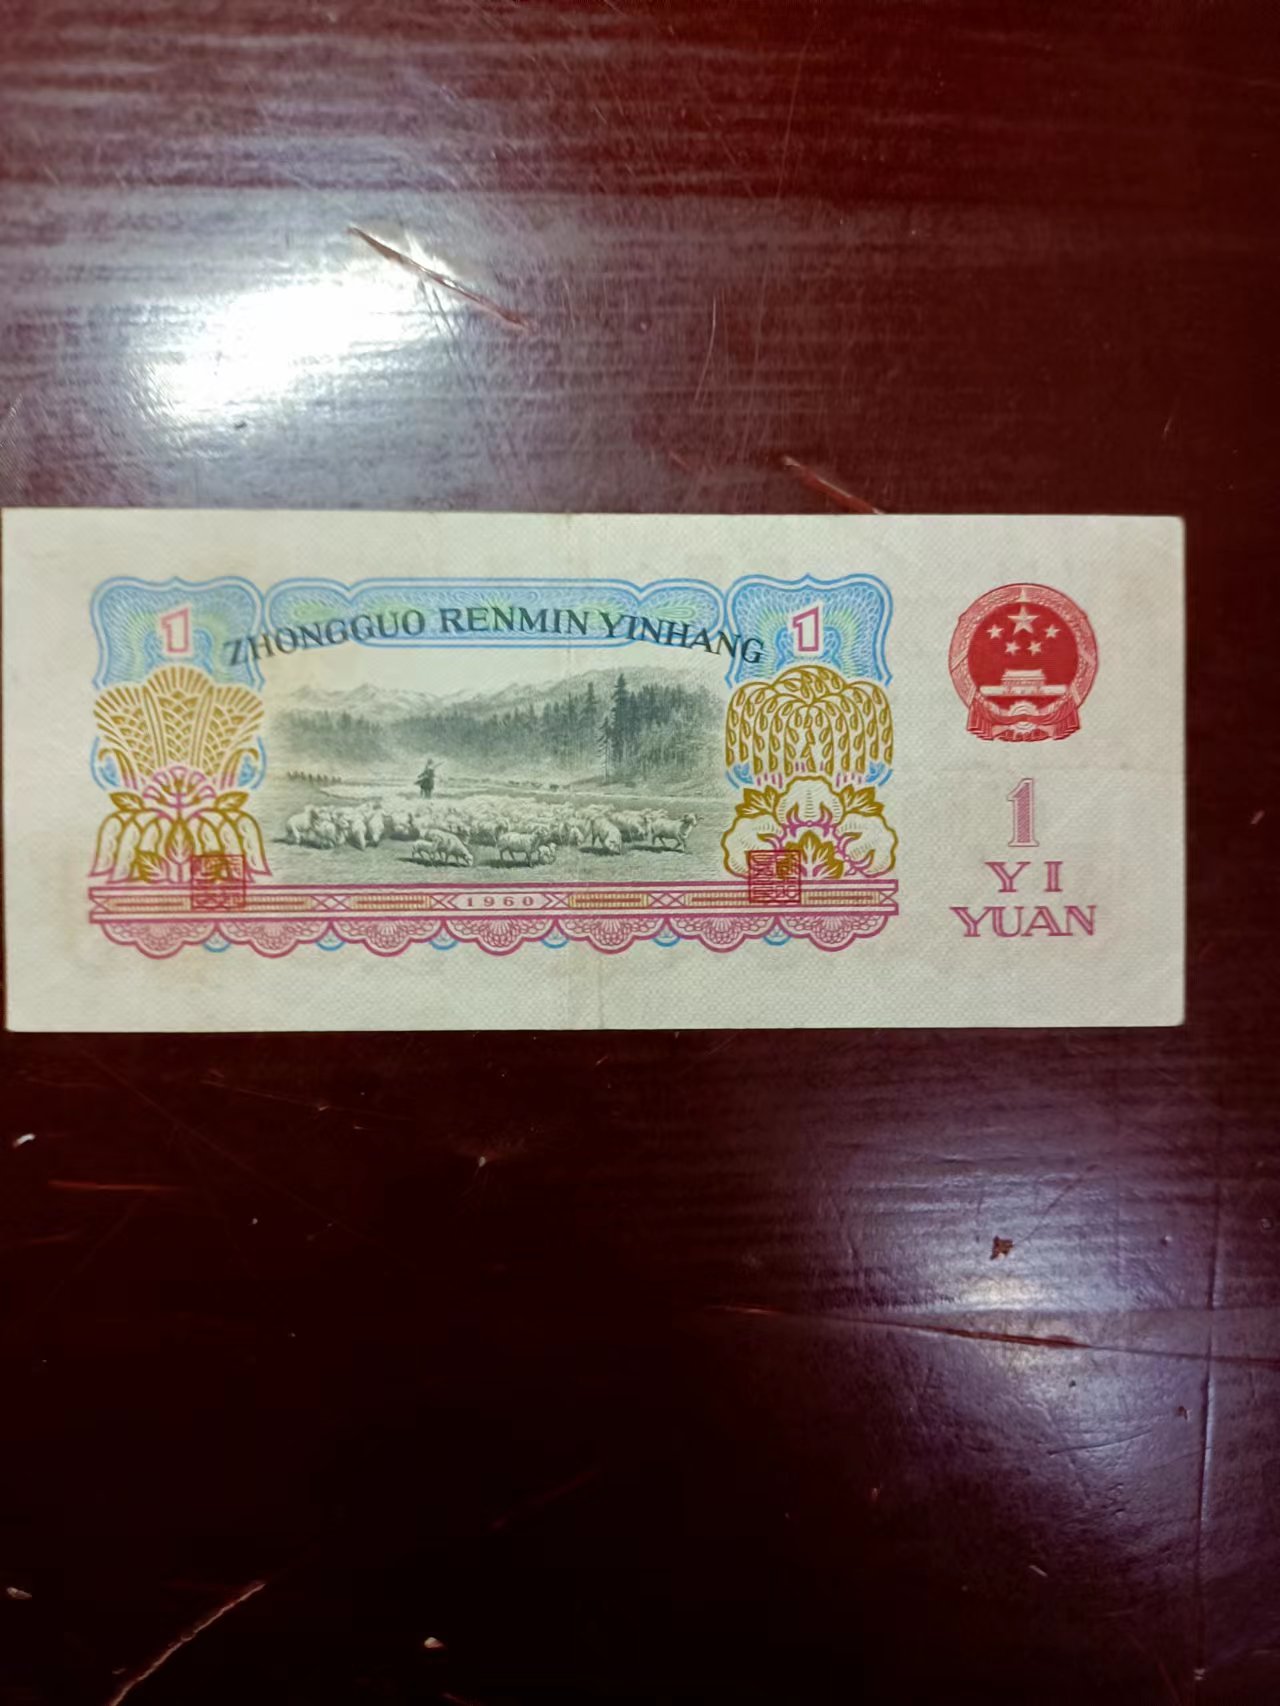 1 1
ZHONGGUO RENMIN YINHANG
1960
1
YI
YUAN